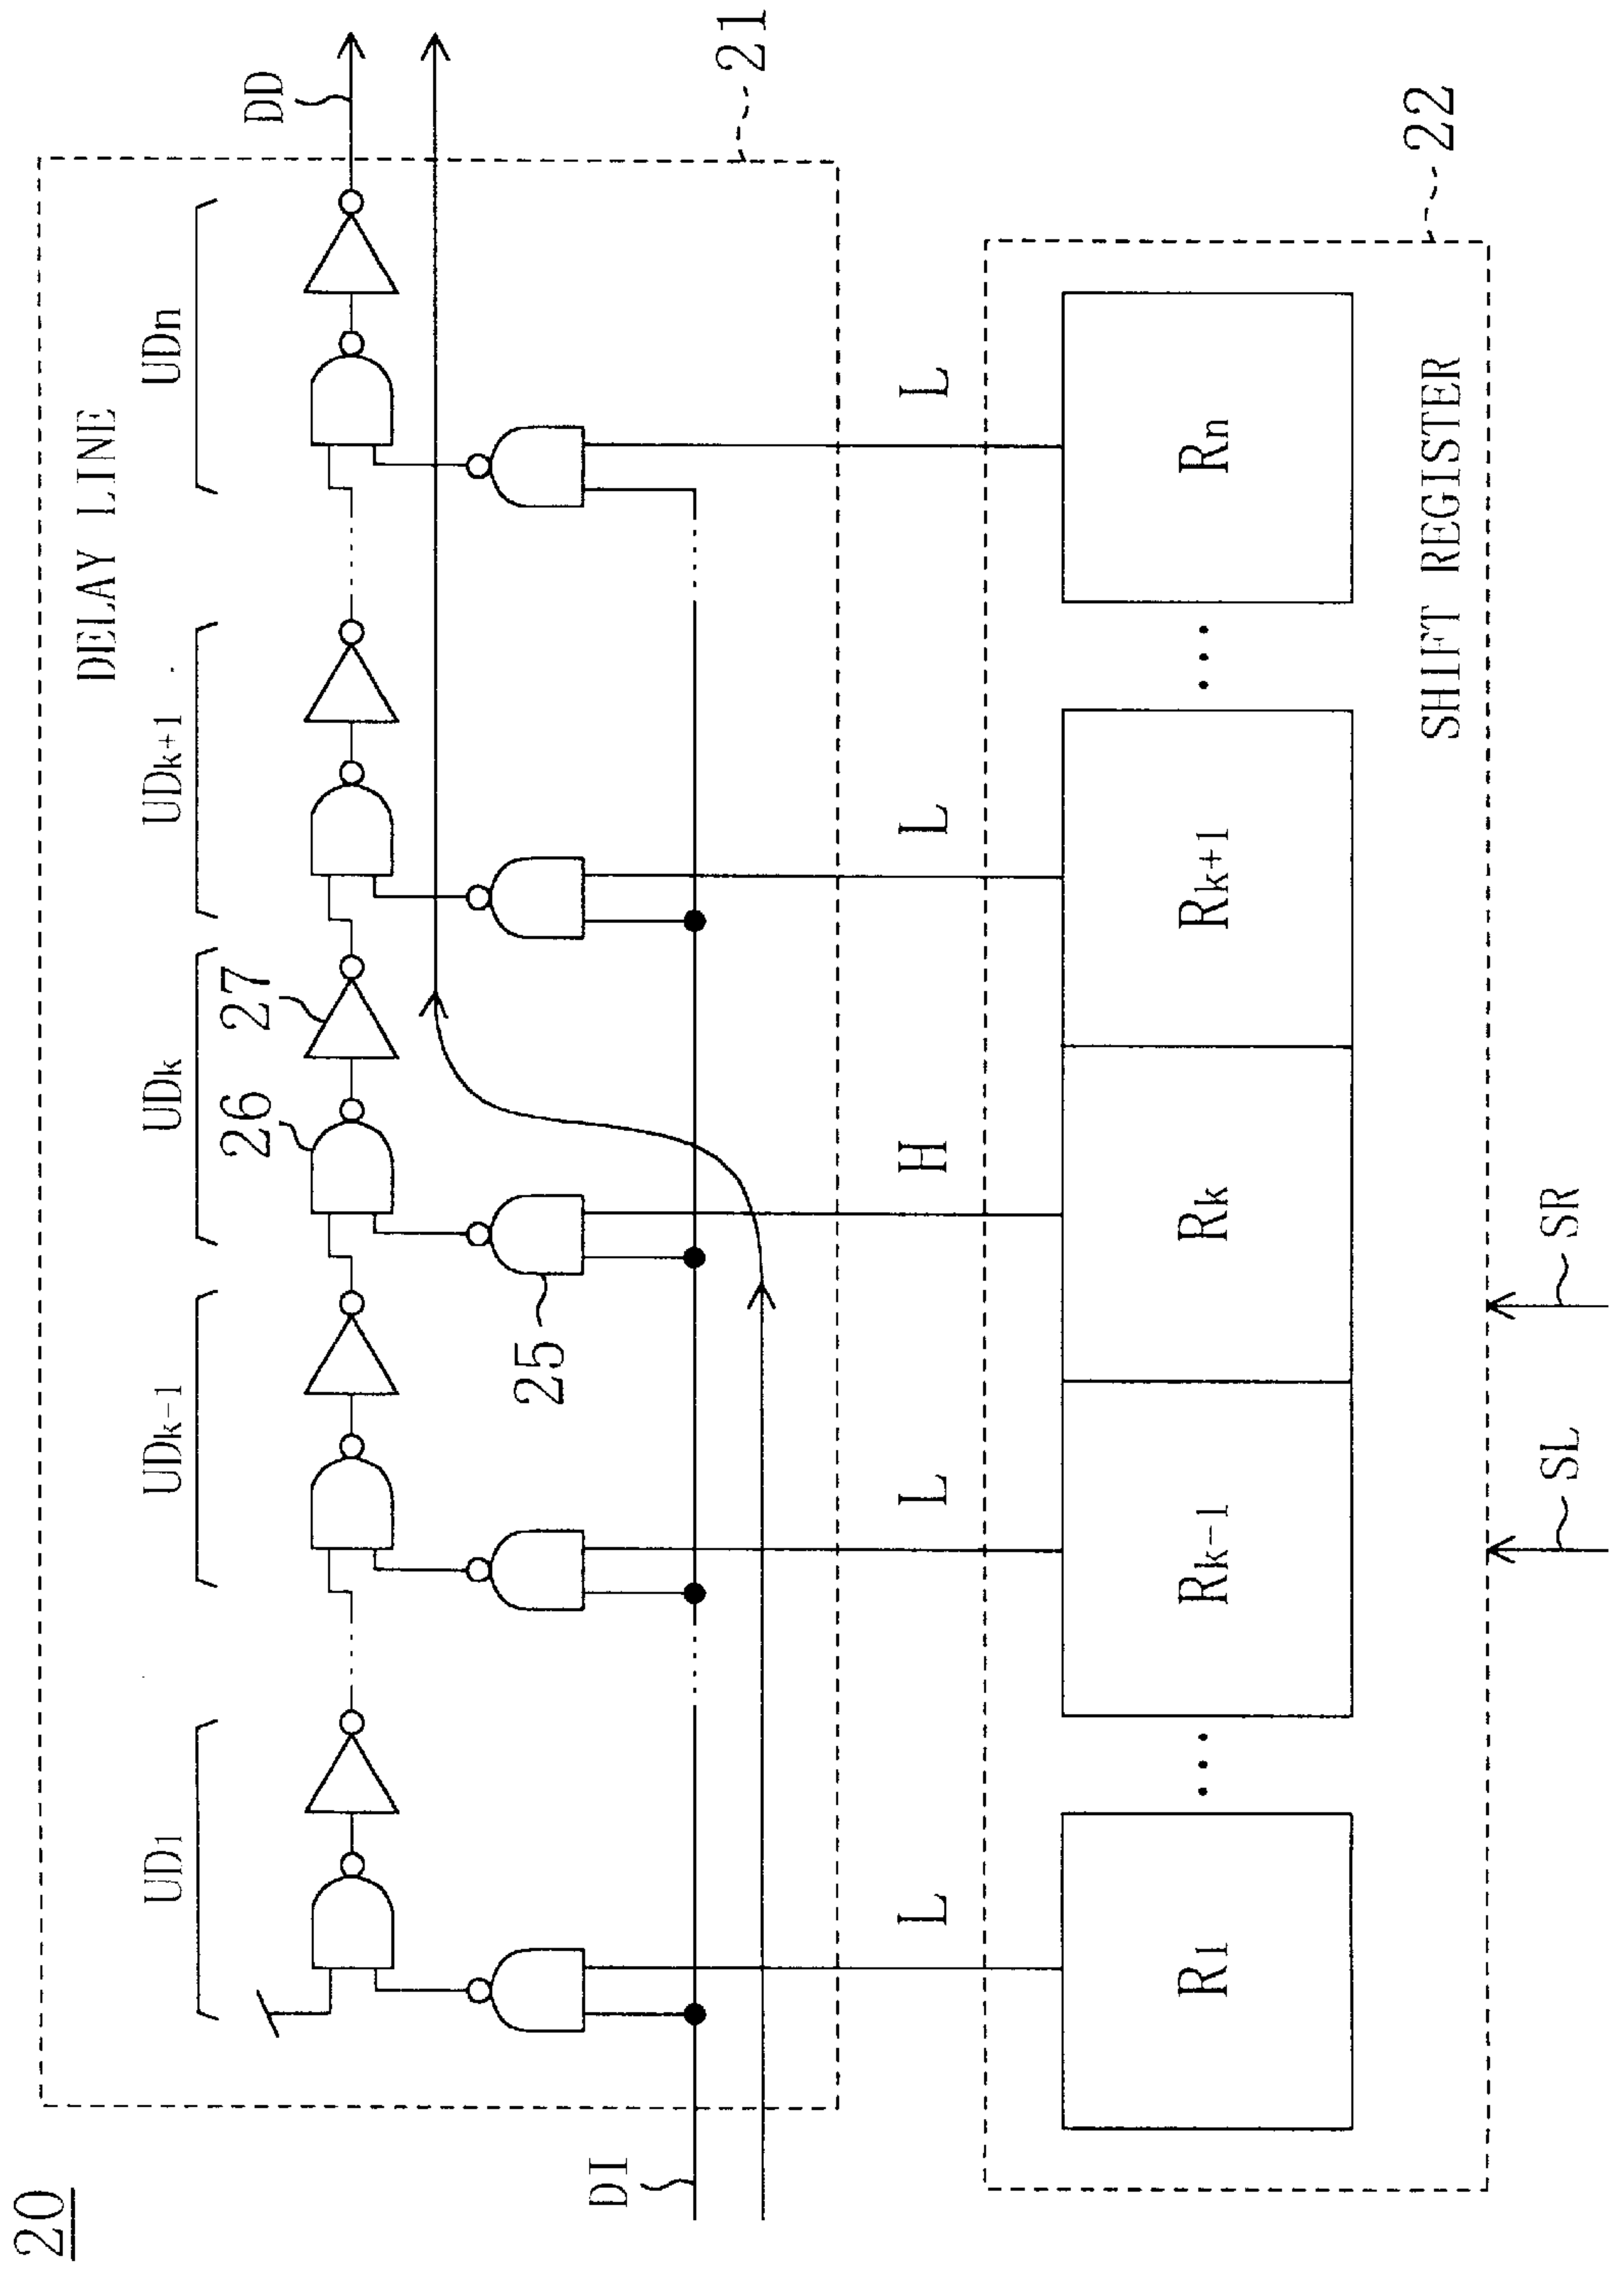 20
DELAY LINE
UD1
UDk-1
UDk
UDk+1
UDn
26
27
DD
25
21
DI
L
L
H
L
L
R1
...
Rk-1
Rk
Rk+1
...
Rn
SHIFT REGISTER
22
SL
SR